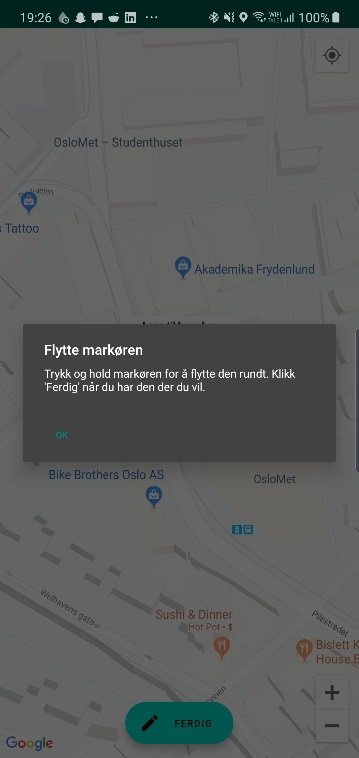 19:26
100%
OsloMet – Studenthuset
s Tattoo
Akademika Frydenlund
Flytte markøren
Trykk og hold markøren for å flytte den rundt. Klikk
'Ferdig' når du har den der du vil.
OK
Bike Brothers Oslo AS
OsloMet
Welhavens gate
Sushi & Dinner
Hot Pot • $
Pilestredet
Bislett K
House B
FERDIG
Google